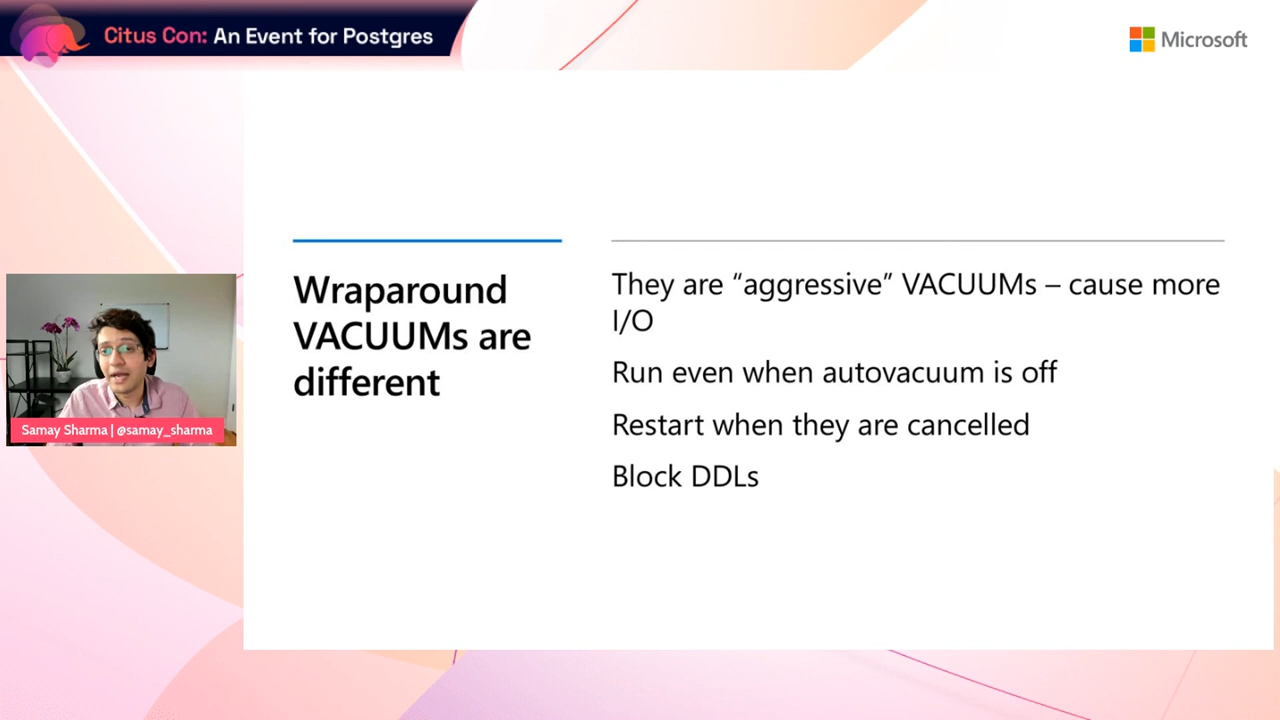 Citus Con: An Event for Postgres
Microsoft
Wraparound
VACUUMs are
different
They are “aggressive” VACUUMs – cause more
I/O
Run even when autovacuum is off
Restart when they are cancelled
Block DDLs
Samay Sharma | @samay_sharma